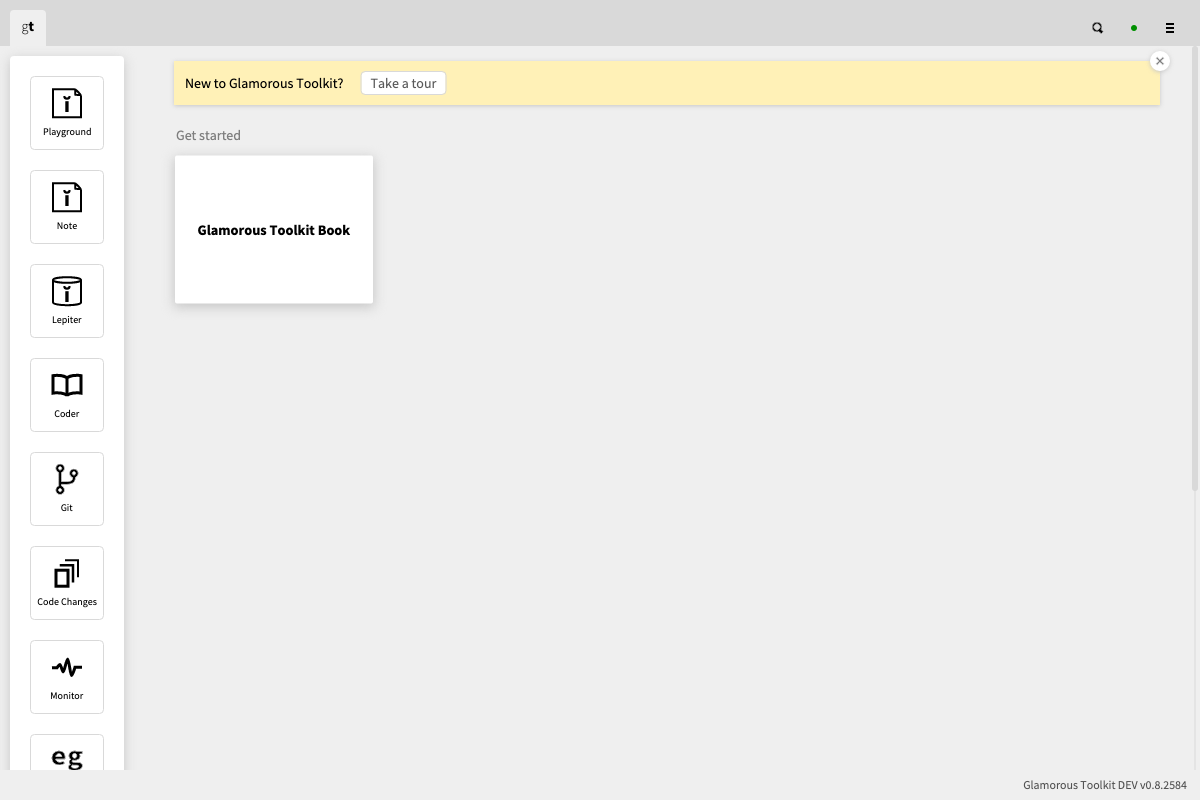 gt
New to Glamorous Toolkit? Take a tour
Get started
Glamorous Toolkit Book
Playground
Note
Lepiter
Coder
Git
Code Changes
Monitor
eg
Glamorous Toolkit DEV v0.8.2584